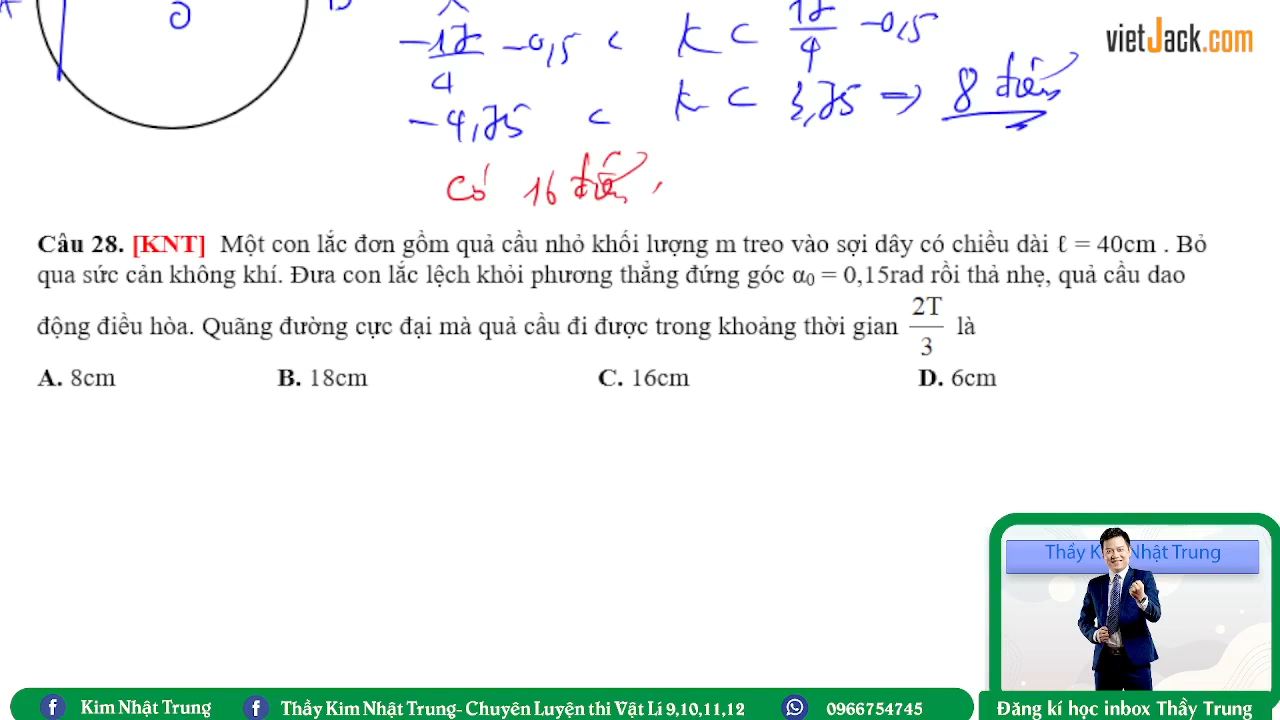 O
-17/4 -0,5 < K < 17/4 -0,5
vietJack.com
-4,75 < K < 3,75 => 8 điểm
Có 16 điểm.
Câu 28. [KNT] Một con lắc đơn gồm quả cầu nhỏ khối lượng m treo vào sợi dây có chiều dài ℓ = 40cm . Bỏ
qua sức cản không khí. Đưa con lắc lệch khỏi phương thẳng đứng góc α₀ = 0,15rad rồi thả nhẹ, quả cầu dao
động điều hòa. Quãng đường cực đại mà quả cầu đi được trong khoảng thời gian 2T/3 là
A. 8cm B. 18cm C. 16cm D. 6cm
Thầy K Nhật Trung
Kim Nhật Trung
Thầy Kim Nhật Trung- Chuyên Luyện thi Vật Lí 9,10,11,12
0966754745
Đăng kí học inbox Thầy Trung